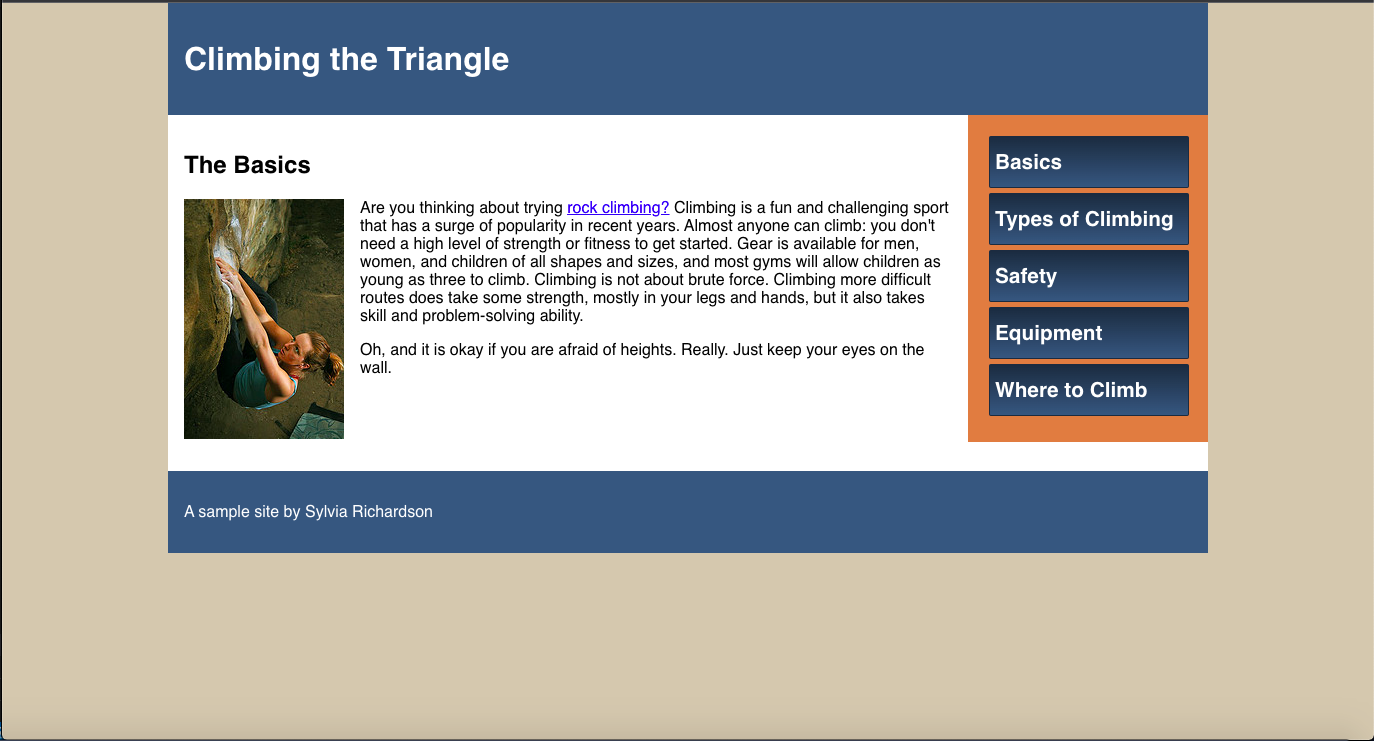 Climbing the Triangle
The Basics
Are you thinking about trying rock climbing? Climbing is a fun and challenging sport
that has a surge of popularity in recent years. Almost anyone can climb: you don't
need a high level of strength or fitness to get started. Gear is available for men,
women, and children of all shapes and sizes, and most gyms will allow children as
young as three to climb. Climbing is not about brute force. Climbing more difficult
routes does take some strength, mostly in your legs and hands, but it also takes
skill and problem-solving ability.
Oh, and it is okay if you are afraid of heights. Really. Just keep your eyes on the
wall.
Basics
Types of Climbing
Safety
Equipment
Where to Climb
A sample site by Sylvia Richardson